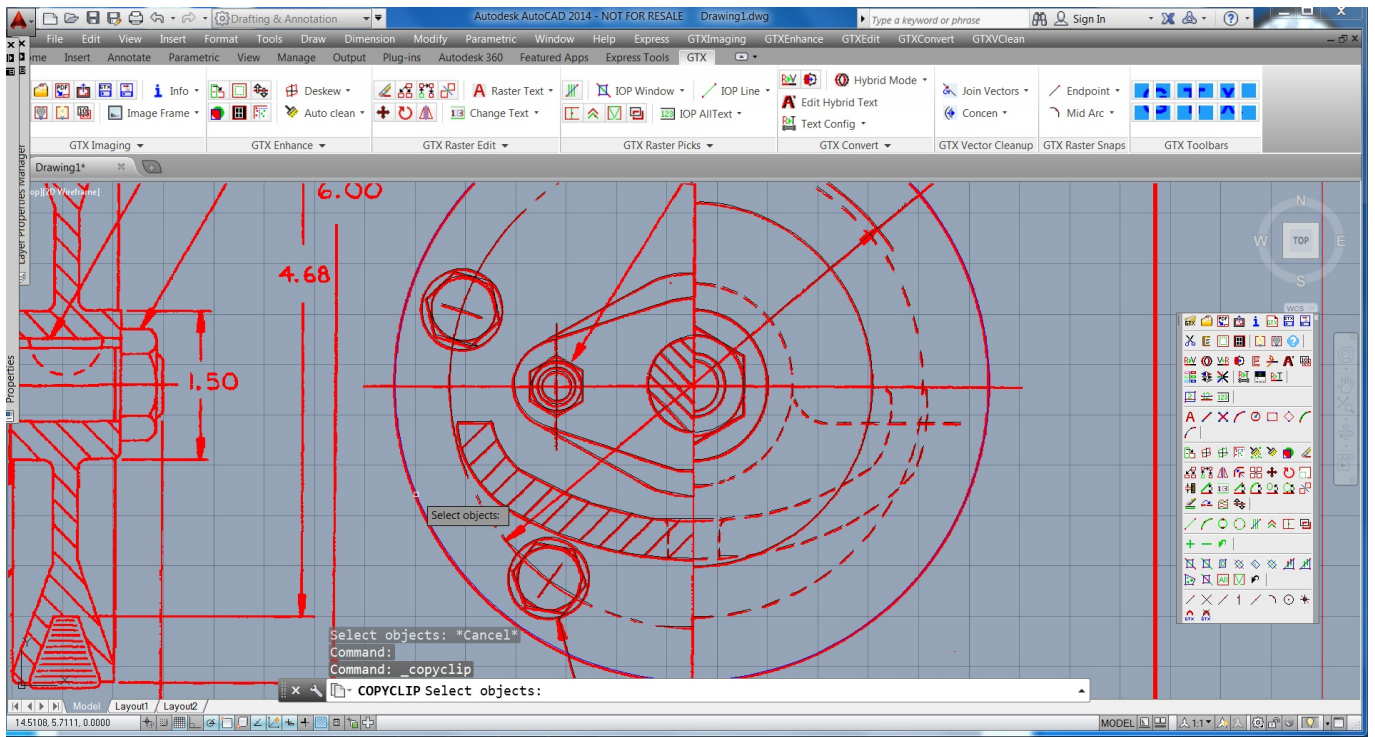 Drafting & Annotation
Autodesk AutoCAD 2014 - NOT FOR RESALE Drawing1.dwg
Type a keyword or phrase
Sign In
File Edit View Insert Format Tools Draw Dimension Modify Parametric Window Help Express GTXImaging GTXEnhance GTXEdit GTXConvert GTXVClean
me Insert Annotate Parametric View Manage Output Plug-ins Autodesk 360 Featured Apps Express Tools GTX
Info Deskew Raster Text IOP Window IOP Line Hybrid Mode Join Vectors Endpoint
Edit Hybrid Text
Image Frame Auto clean Change Text IOP AllText Text Config Concen Mid Arc
GTX Imaging GTX Enhance GTX Raster Edit GTX Raster Picks GTX Convert GTX Vector Cleanup GTX Raster Snaps GTX Toolbars
Drawing1*
op][2D Wireframe]
Layer Properties Manager
6.00
N
W TOP E
S
WCS
4.68
1.50
Properties
Select objects:
Select objects: *Cancel*
Command:
Command: _copyclip
COPYCLIP Select objects:
Model Layout1 Layout2
14.5108, 5.7111, 0.0000
MODEL
1:1